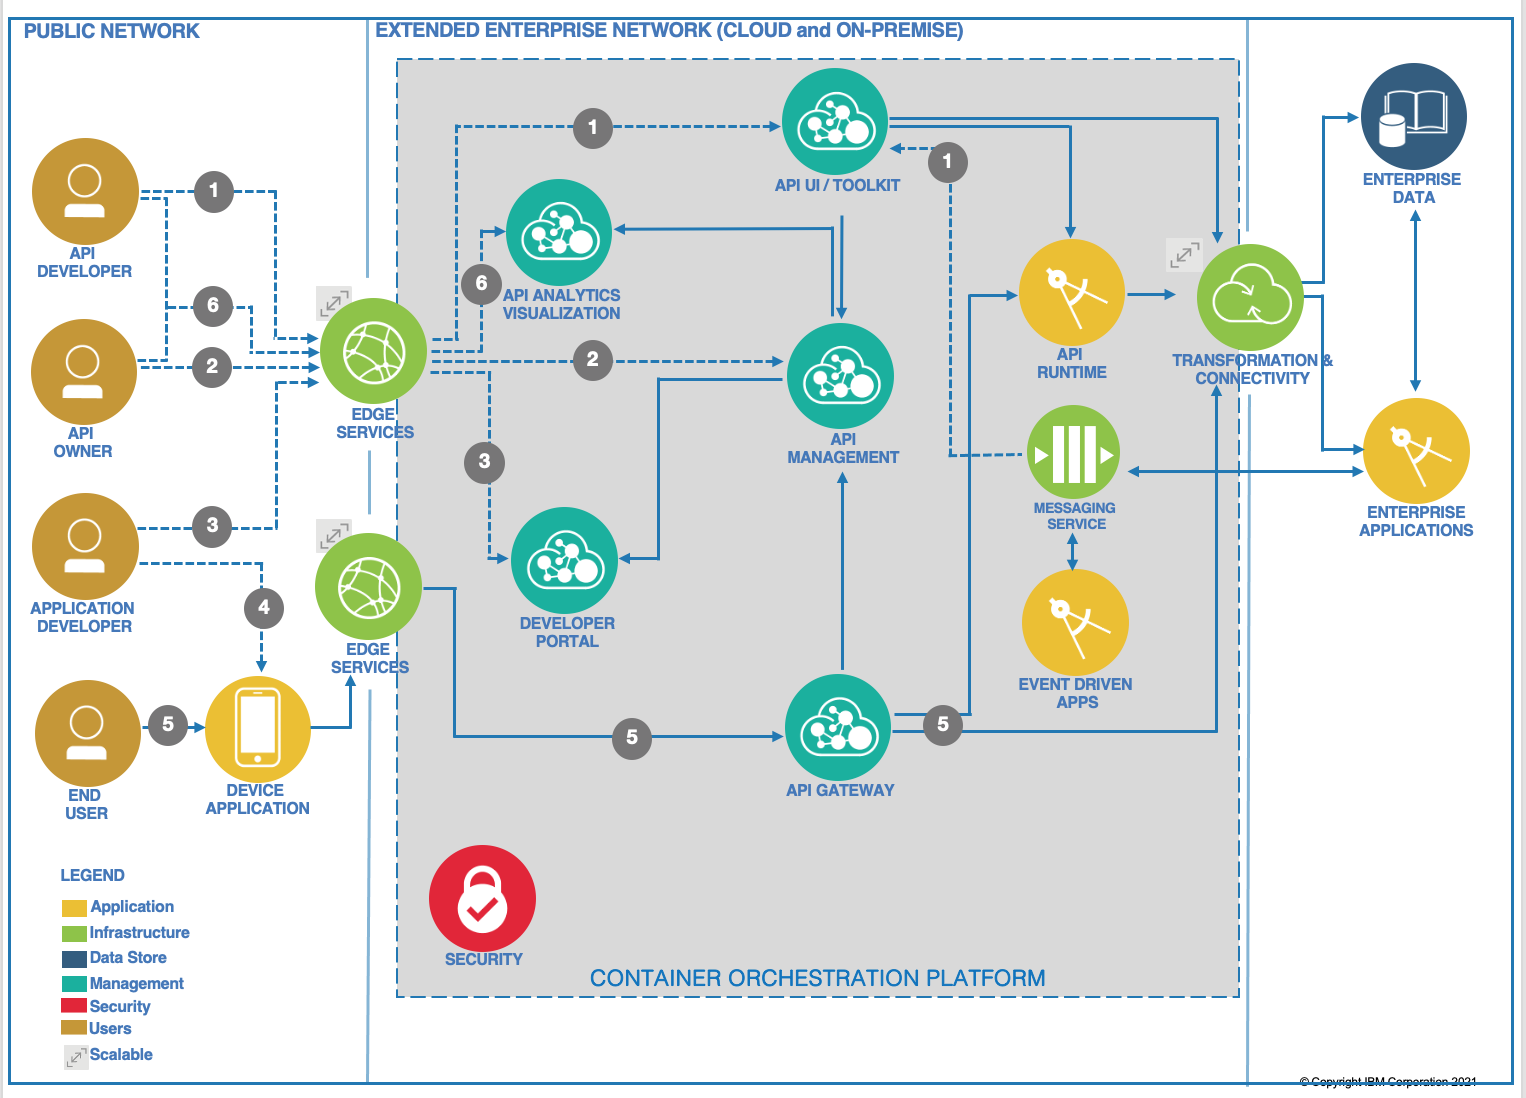 PUBLIC NETWORK
EXTENDED ENTERPRISE NETWORK (CLOUD and ON-PREMISE)
1
API UI / TOOLKIT
1
ENTERPRISE
DATA
API
DEVELOPER
1
6
API ANALYTICS
VISUALIZATION
6
2
API
OWNER
2
EDGE
SERVICES
API
MANAGEMENT
API
RUNTIME
TRANSFORMATION &
CONNECTIVITY
3
MESSAGING
SERVICE
ENTERPRISE
APPLICATIONS
3
APPLICATION
DEVELOPER
4
EDGE
SERVICES
DEVELOPER
PORTAL
EVENT DRIVEN
APPS
5
END
USER
DEVICE
APPLICATION
5
API GATEWAY
5
SECURITY
CONTAINER ORCHESTRATION PLATFORM
LEGEND
Application
Infrastructure
Data Store
Management
Security
Users
Scalable
© Copyright IBM Corporation 2021